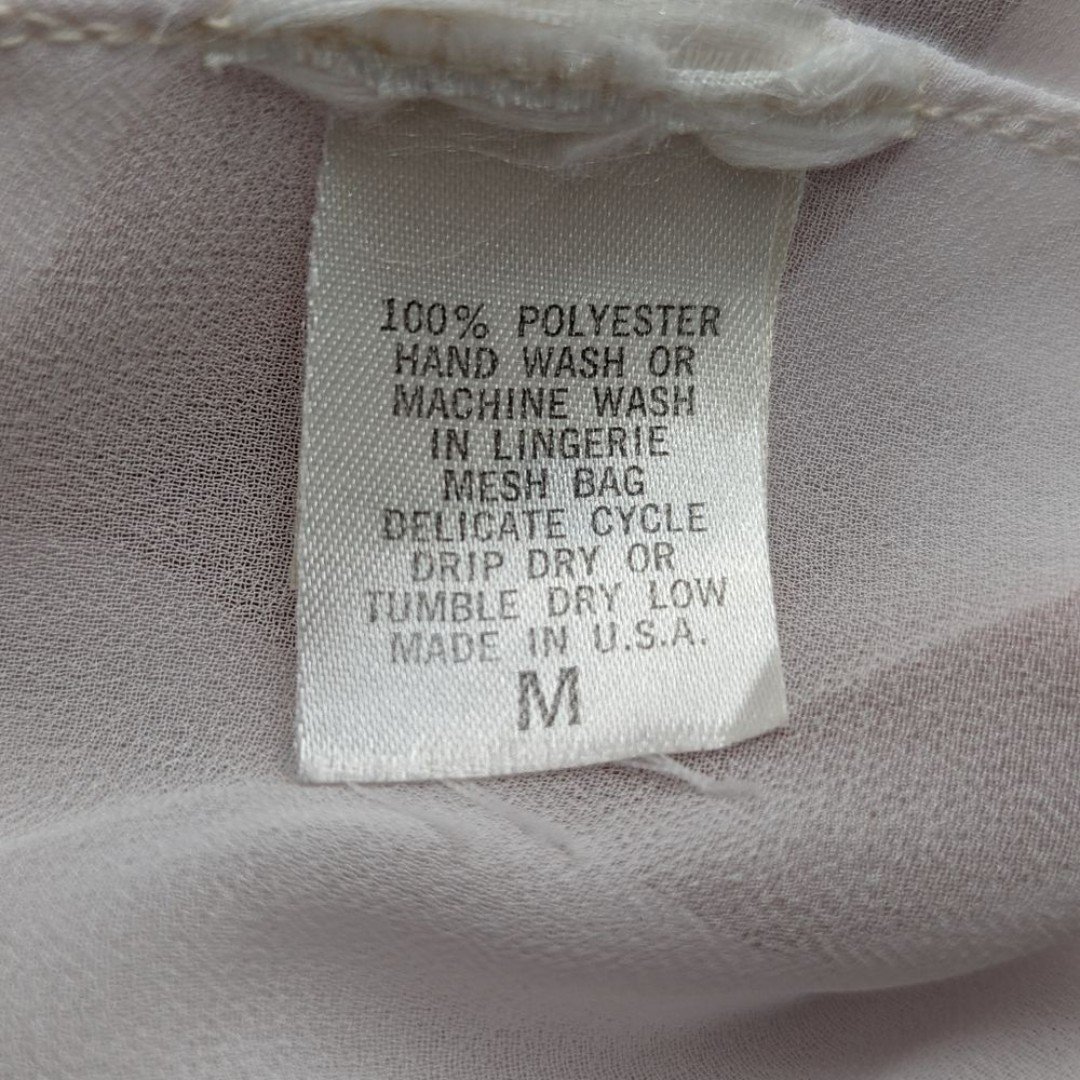 100% POLYESTER
HAND WASH OR
MACHINE WASH
IN LINGERIE
MESH BAG
DELICATE CYCLE
DRIP DRY OR
TUMBLE DRY LOW
MADE IN U.S.A.
M